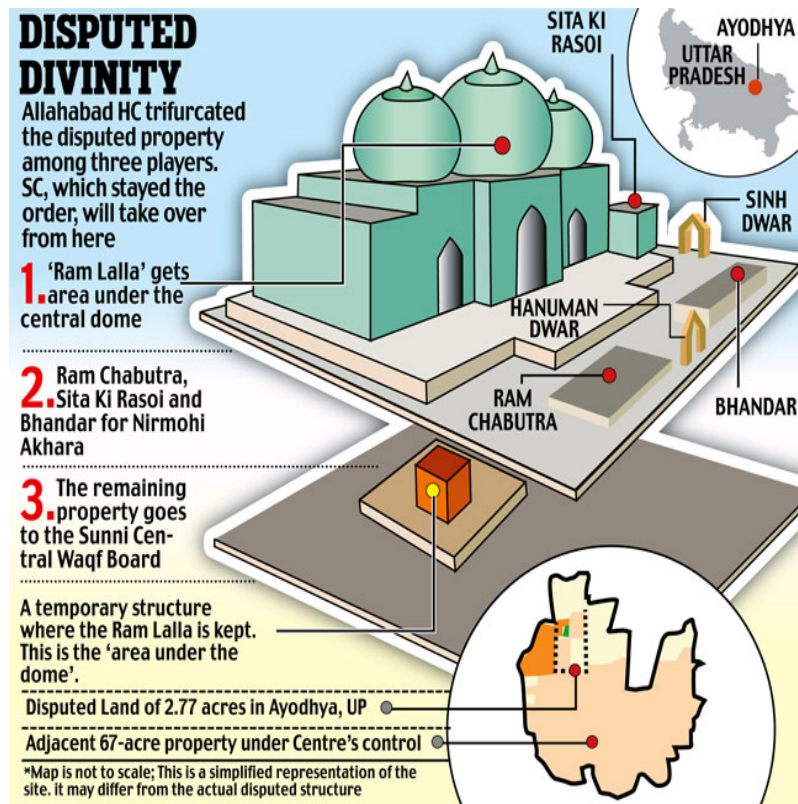 DISPUTED
DIVINITY
Allahabad HC trifurcated
the disputed property
among three players.
SC, which stayed the
order, will take over
from here
1. 'Ram Lalla' gets
area under the
central dome
2. Ram Chabutra,
Sita Ki Rasoi and
Bhandar for Nirmohi
Akhara
3. The remaining
property goes
to the Sunni Cen-
tral Waqf Board
A temporary structure
where the Ram Lalla is kept.
This is the 'area under the
dome'.
Disputed Land of 2.77 acres in Ayodhya, UP
Adjacent 67-acre property under Centre's control
*Map is not to scale; This is a simplified representation of the
site. it may differ from the actual disputed structure
SITA KI
RASOI
AYODHYA
UTTAR
PRADESH
SINH
DWAR
HANUMAN
DWAR
RAM
CHABUTRA
BHANDAR